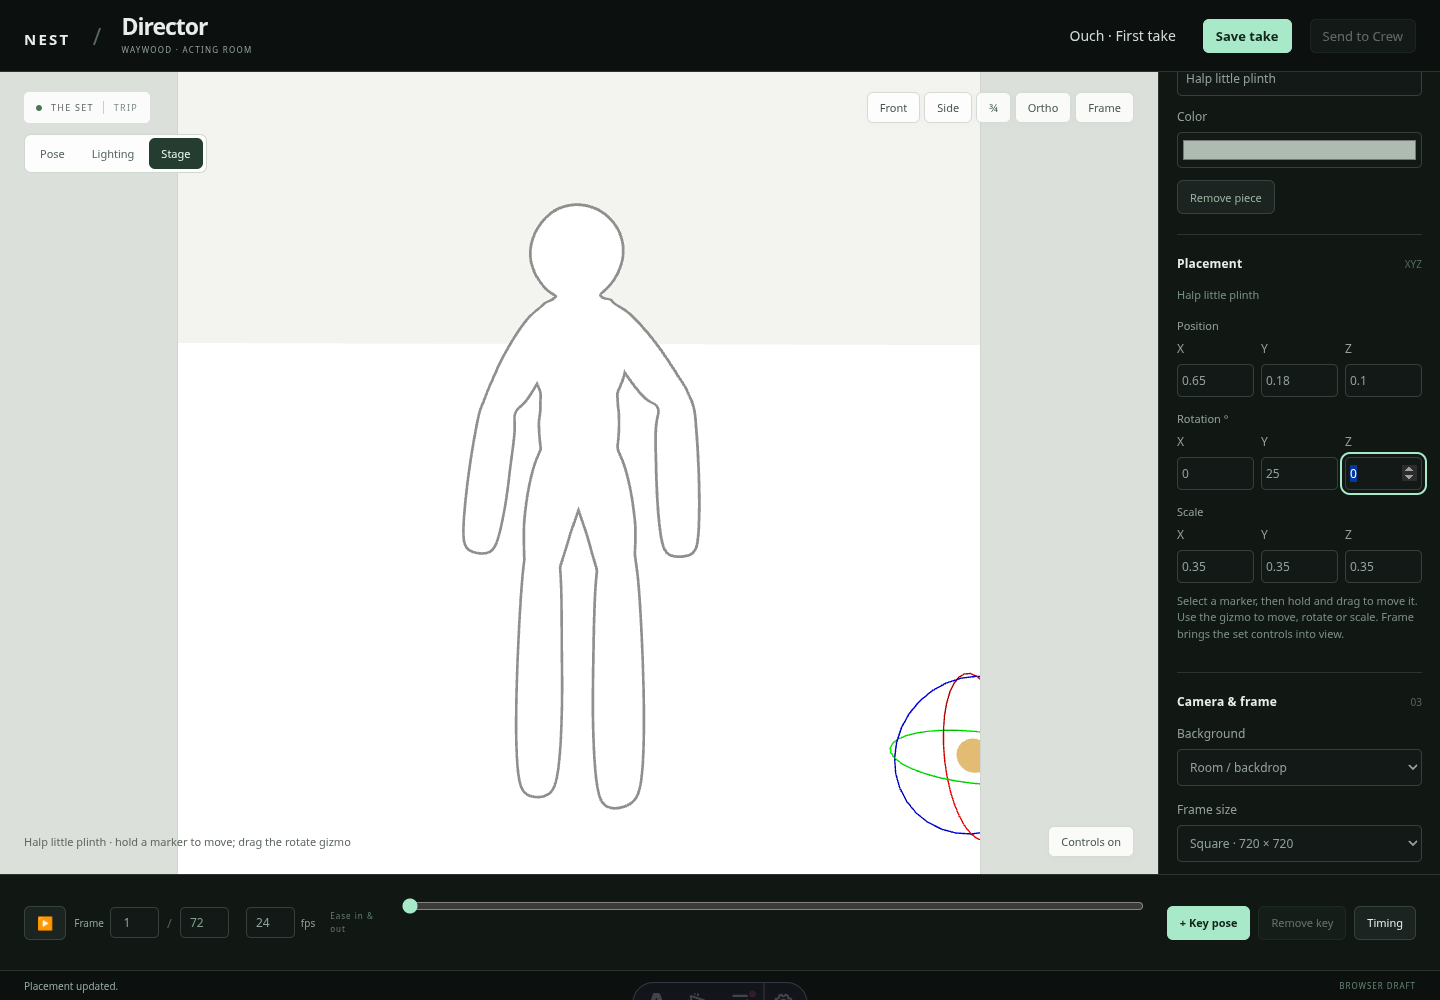 NEST / Director
WAYWOOD · ACTING ROOM
Ouch · First take
Save take
Send to Crew
THE SET | TRIP
Pose
Lighting
Stage
Front
Side
¾
Ortho
Frame
Halp little plinth · hold a marker to move; drag the rotate gizmo
Controls on
Halp little plinth
Color
Remove piece
Placement
XYZ
Halp little plinth
Position
X Y Z
0.65 0.18 0.1
Rotation °
X Y Z
0 25 0
Scale
X Y Z
0.35 0.35 0.35
Select a marker, then hold and drag to move it.
Use the gizmo to move, rotate or scale. Frame
brings the set controls into view.
Camera & frame
03
Background
Room / backdrop
Frame size
Square · 720 × 720
Frame 1 / 72 24 fps
Ease in &
out
+ Key pose
Remove key
Timing
Placement updated.
BROWSER DRAFT